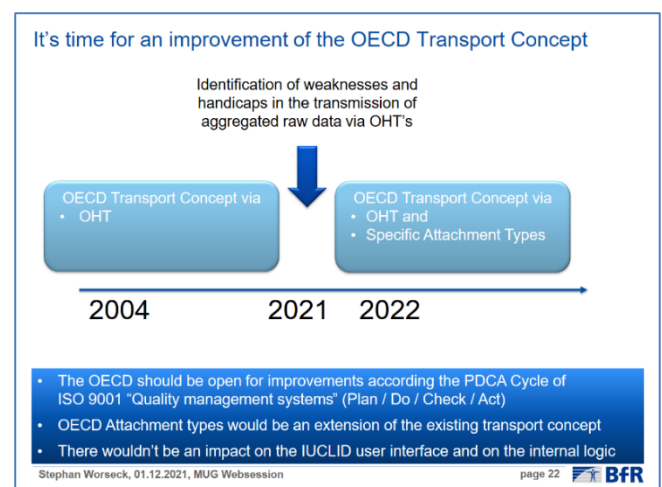 It's time for an improvement of the OECD Transport Concept
Identification of weaknesses and
handicaps in the transmission of
aggregated raw data via OHT's
OECD Transport Concept via
• OHT
OECD Transport Concept via
• OHT and
• Specific Attachment Types
2004
2021
2022
• The OECD should be open for improvements according the PDCA Cycle of
ISO 9001 “Quality management systems” (Plan / Do / Check / Act)
• OECD Attachment types would be an extension of the existing transport concept
• There wouldn't be an impact on the IUCLID user interface and on the internal logic
Stephan Worseck, 01.12.2021, MUG Websession
page 22
BfR